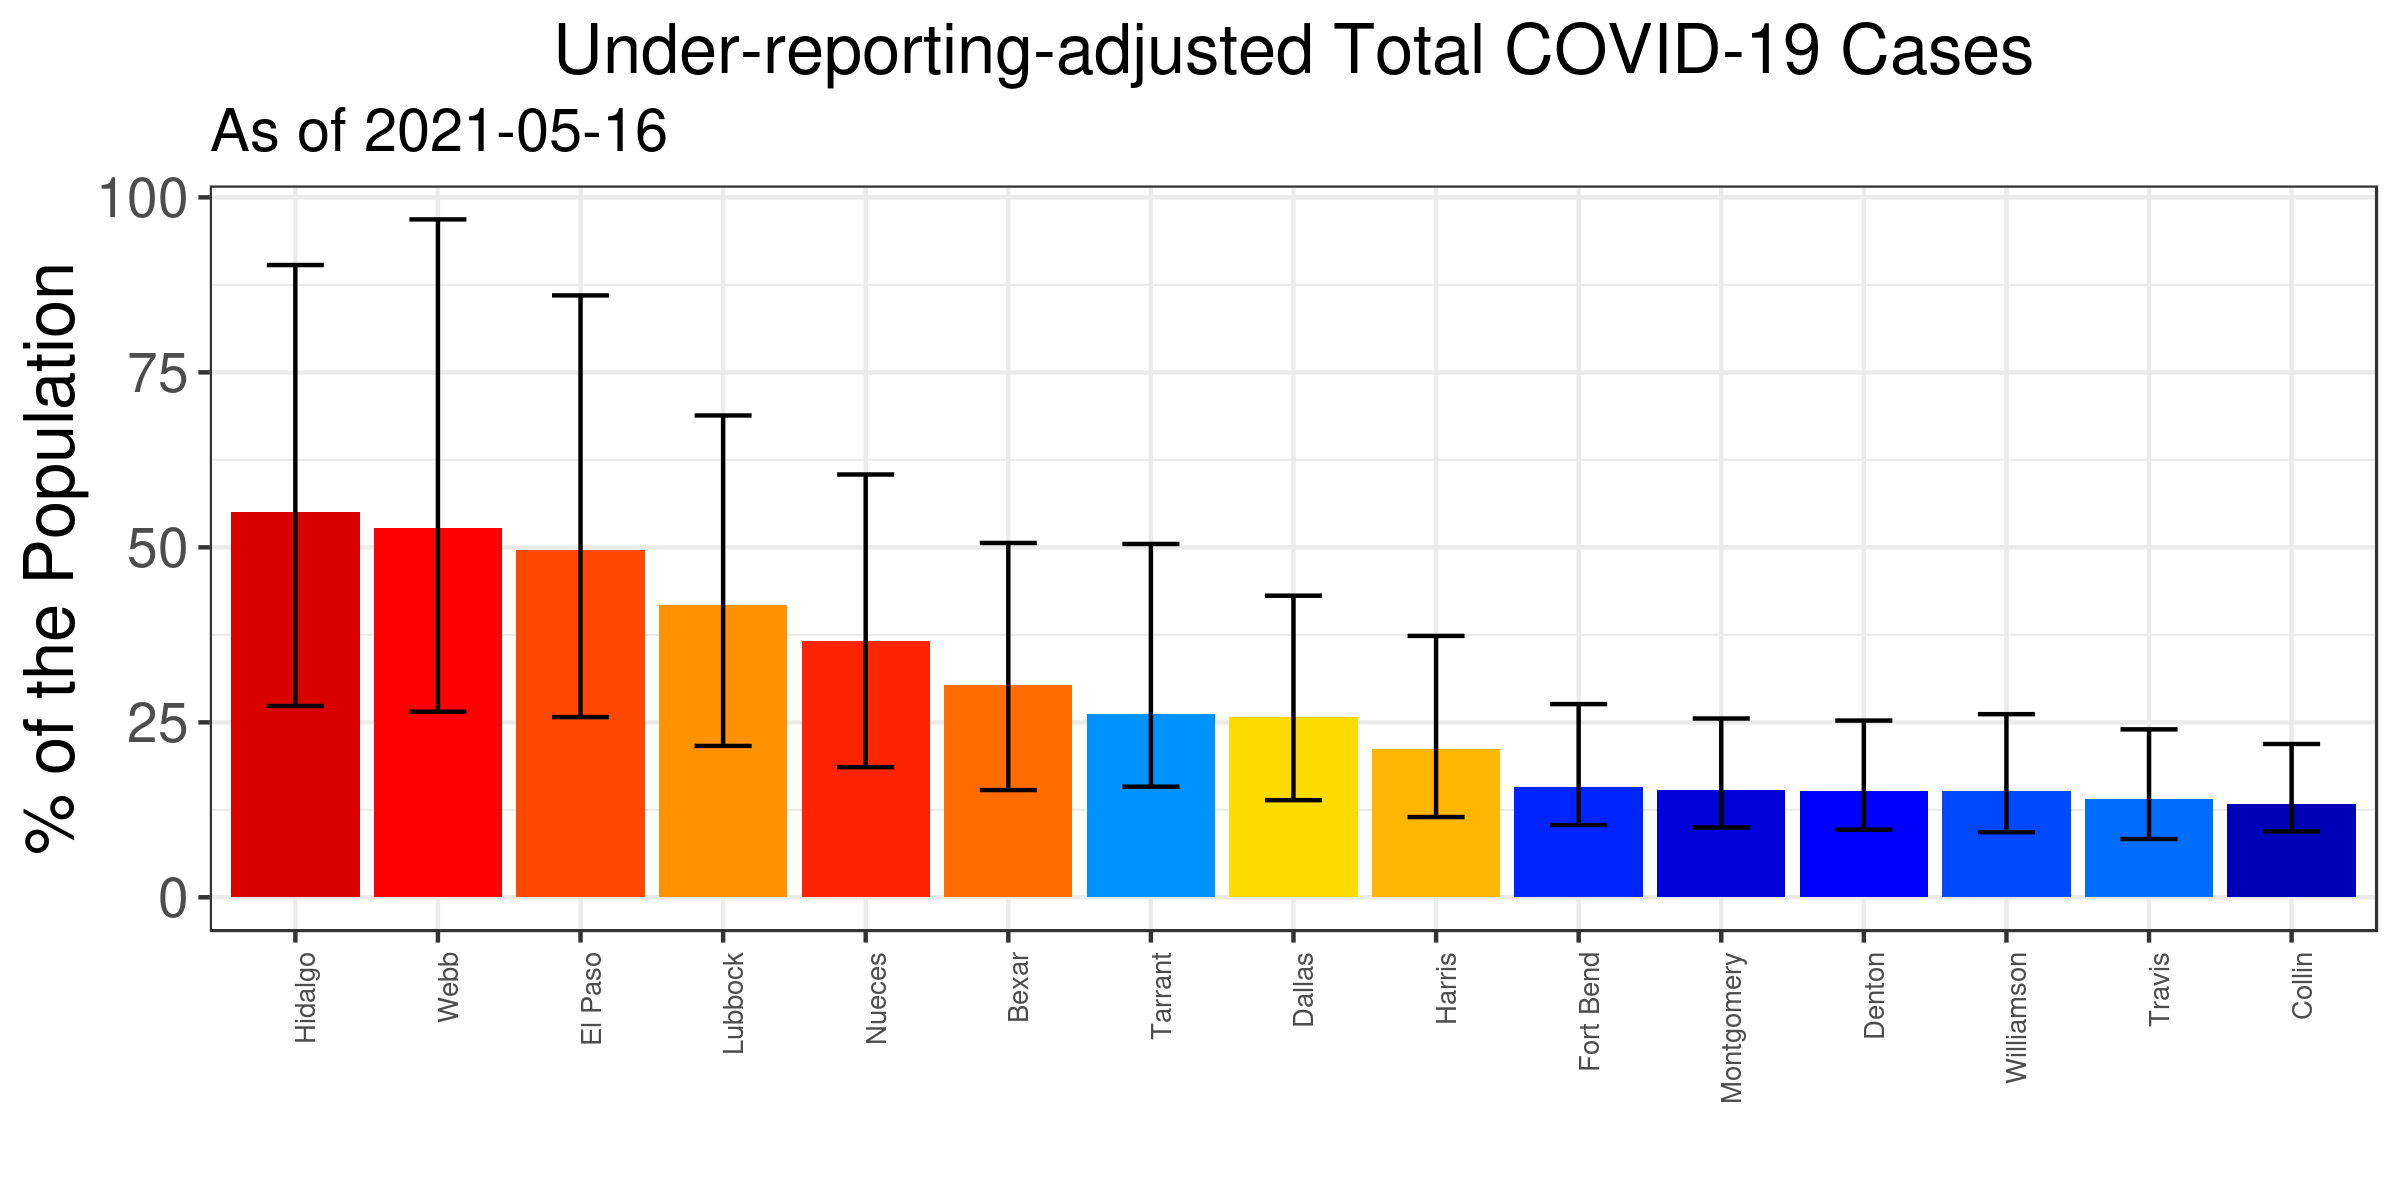 Under-reporting-adjusted Total COVID-19 Cases
As of 2021-05-16
% of the Population
100
75
50
25
0
Hidalgo
Webb
El Paso
Lubbock
Nueces
Bexar
Tarrant
Dallas
Harris
Fort Bend
Montgomery
Denton
Williamson
Travis
Collin